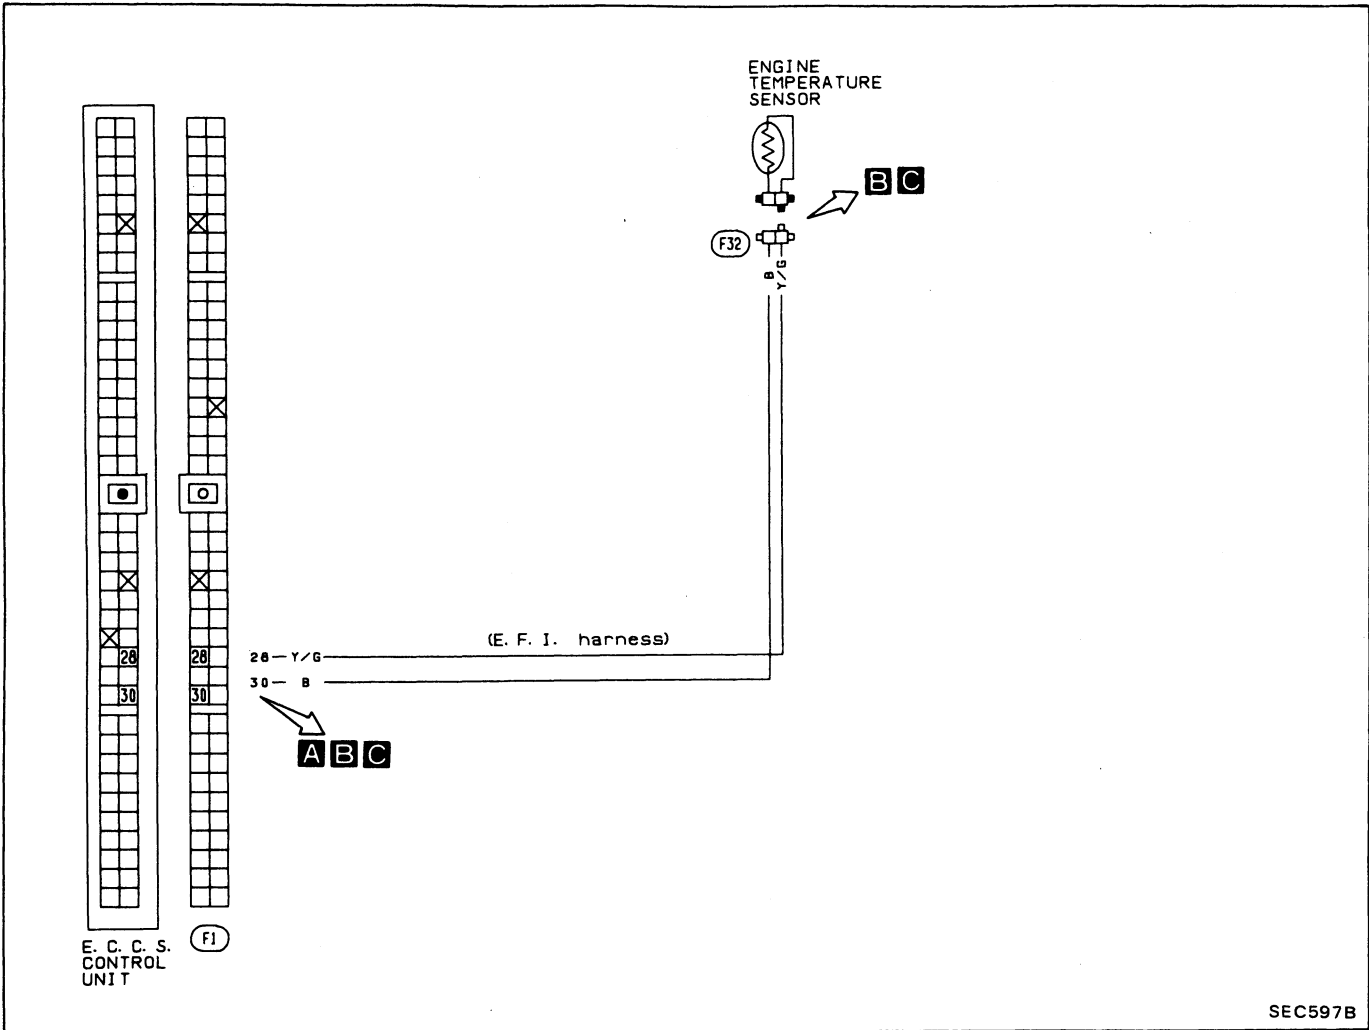 ENGINE
TEMPERATURE
SENSOR
B C
F32
B
Y/G
(E. F. I. harness)
28 28 28 — Y/G
30 30 30 — B
A B C
E. C. C. S.
CONTROL
UNIT
F1
SEC597B